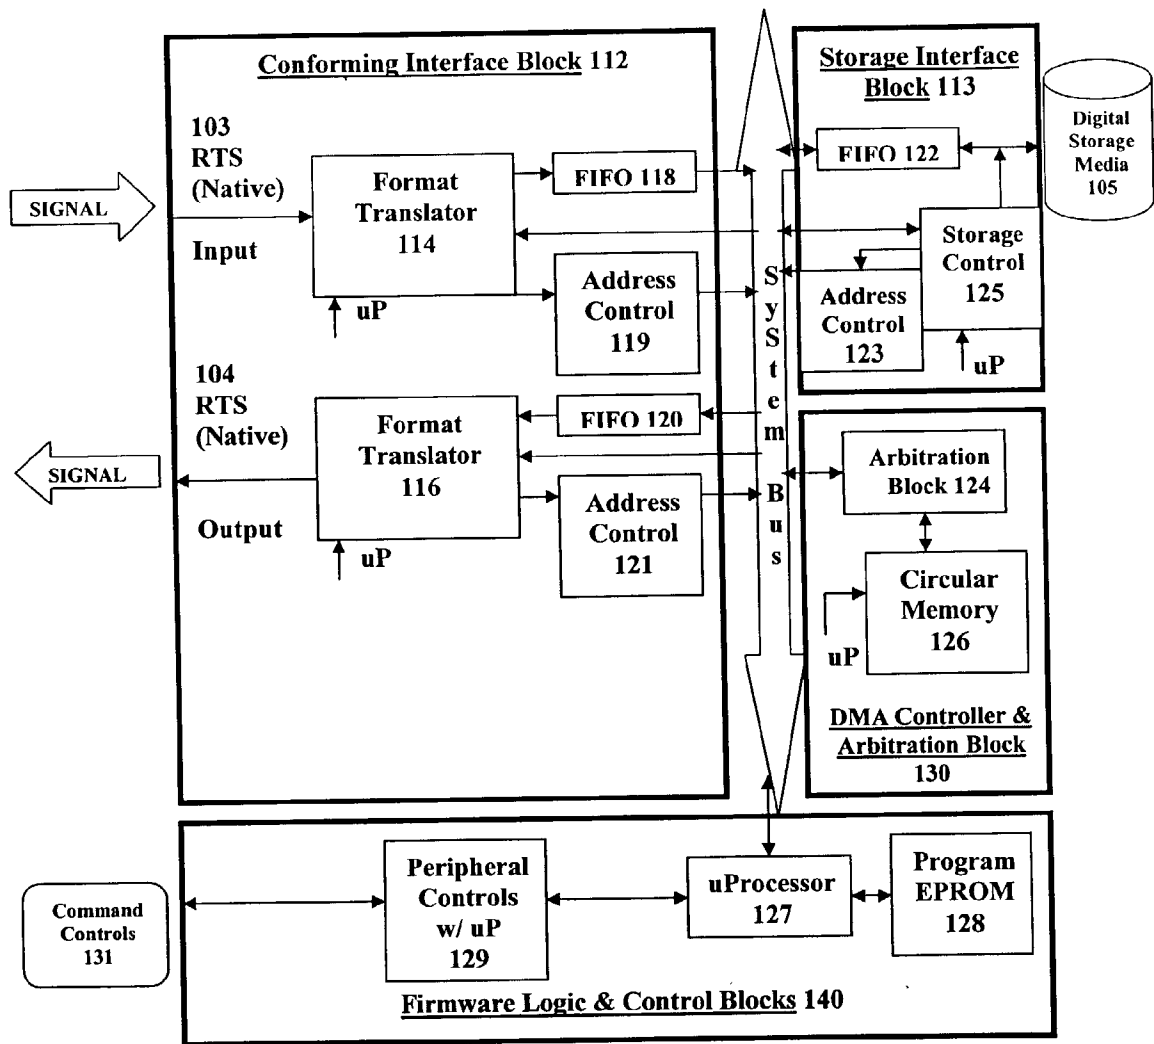 Conforming Interface Block 112
103
RTS
(Native)
SIGNAL
Input
Format
Translator
114
uP
FIFO 118
Address
Control
119
104
RTS
(Native)
SIGNAL
Output
Format
Translator
116
uP
FIFO 120
Address
Control
121
SyStem Bus
Storage Interface
Block 113
FIFO 122
Storage
Control
125
Address
Control
123
uP
Digital
Storage
Media
105
Arbitration
Block 124
Circular
Memory
126
uP
DMA Controller &
Arbitration Block
130
Command
Controls
131
Peripheral
Controls
w/ uP
129
uProcessor
127
Program
EPROM
128
Firmware Logic & Control Blocks 140